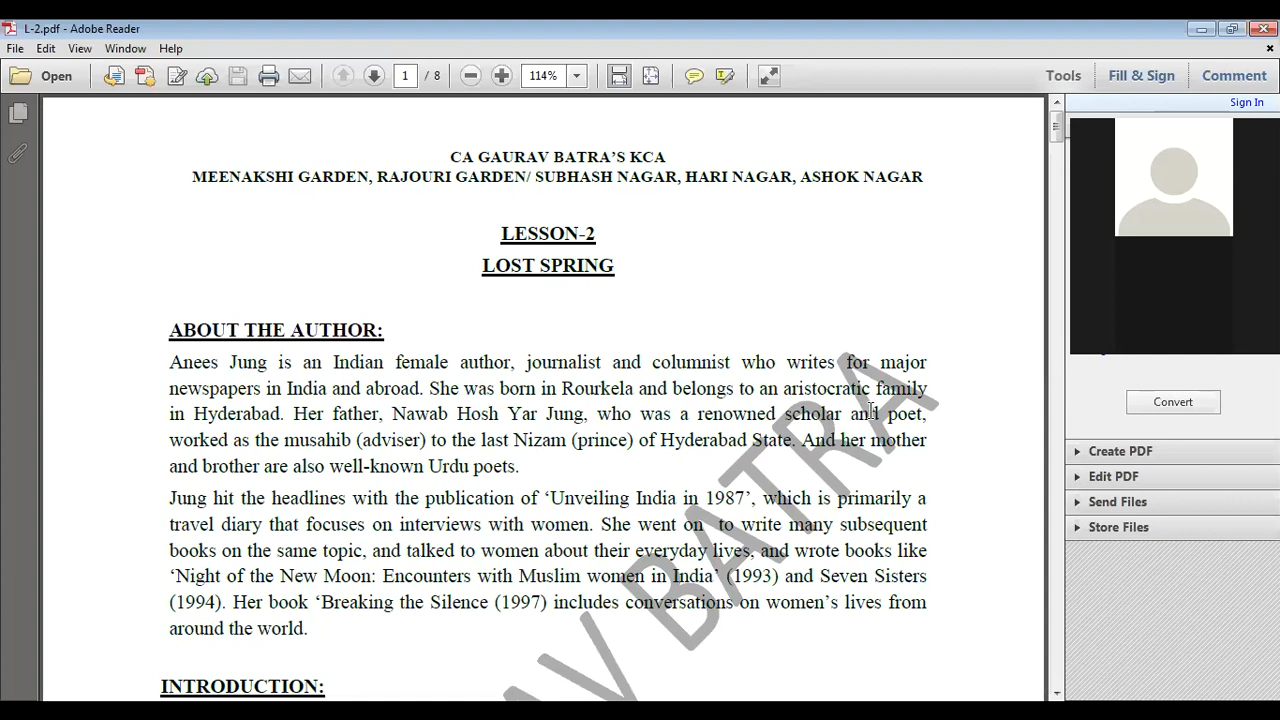 L-2.pdf - Adobe Reader
File Edit View Window Help
Open 1 / 8 114% Tools Fill & Sign Comment
Sign In
CA GAURAV BATRA'S KCA
MEENAKSHI GARDEN, RAJOURI GARDEN/ SUBHASH NAGAR, HARI NAGAR, ASHOK NAGAR
LESSON-2
LOST SPRING
ABOUT THE AUTHOR:
Anees Jung is an Indian female author, journalist and columnist who writes for major
newspapers in India and abroad. She was born in Rourkela and belongs to an aristocratic family
in Hyderabad. Her father, Nawab Hosh Yar Jung, who was a renowned scholar and poet,
worked as the musahib (adviser) to the last Nizam (prince) of Hyderabad State. And her mother
and brother are also well-known Urdu poets.
Jung hit the headlines with the publication of ‘Unveiling India in 1987’, which is primarily a
travel diary that focuses on interviews with women. She went on to write many subsequent
books on the same topic, and talked to women about their everyday lives, and wrote books like
‘Night of the New Moon: Encounters with Muslim women in India’ (1993) and Seven Sisters
(1994). Her book ‘Breaking the Silence (1997) includes conversations on women’s lives from
around the world.
INTRODUCTION:
V BATRA
Convert
Create PDF
Edit PDF
Send Files
Store Files